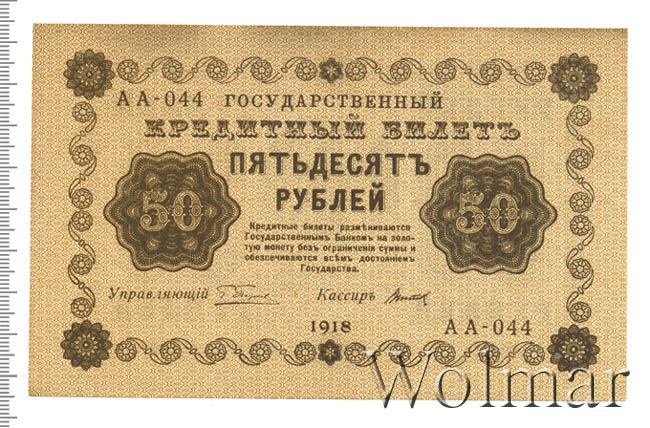 АА-044 ГОСУДАРСТВЕННЫЙ
КРЕДИТНЫЙ БИЛЕТЪ
ПЯТЬДЕСЯТЪ
РУБЛЕЙ
50
50
Кредитные билеты размѣниваются
Государственнымъ Банкомъ на золо-
тую монету безъ ограниченія суммы и
обезпечиваются всѣмъ достояніемъ
Государства.
Управляющій
Кассиръ
1918
АА-044
Wolmar